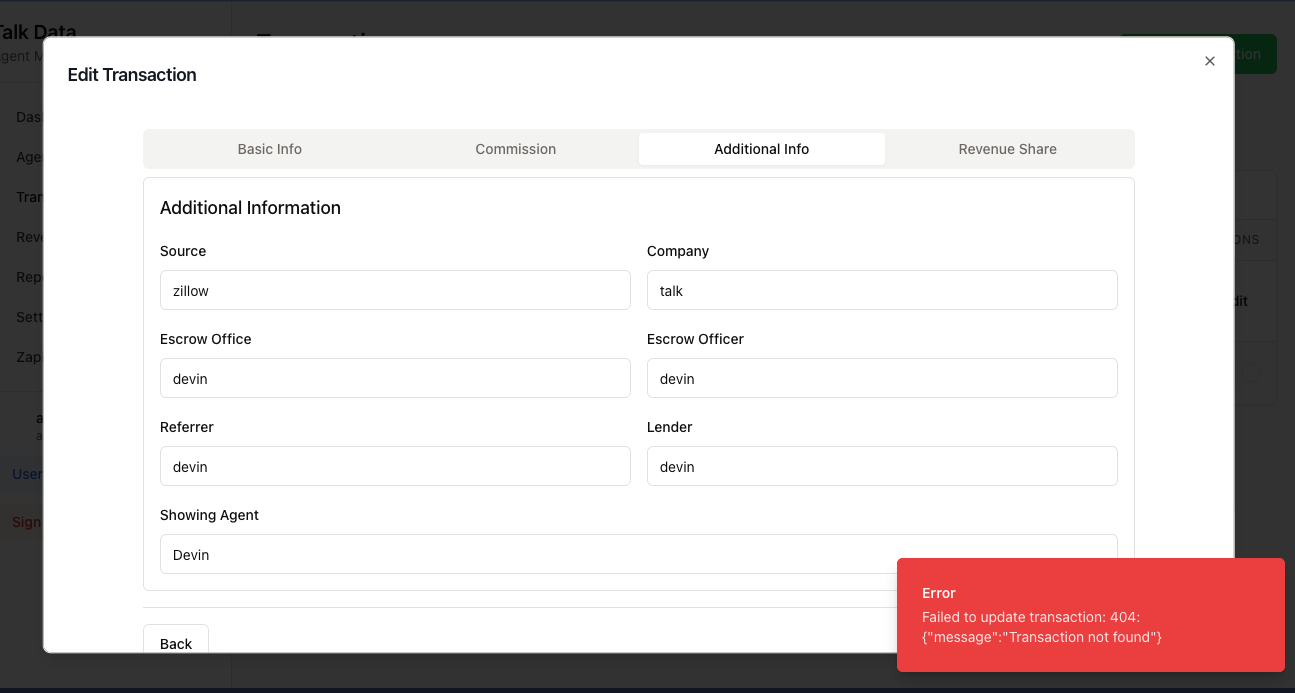 Talk Data
gent M
Edit Transaction
×
tion
Das
Basic Info
Commission
Additional Info
Revenue Share
Age
Tran
Additional Information
Reve
ONS
Source
Company
Rep
zillow
talk
dit
Sett
Escrow Office
Escrow Officer
Zap
devin
devin
a
Referrer
Lender
a
devin
devin
User
Showing Agent
Sign
Devin
Error
Failed to update transaction: 404:
{"message":"Transaction not found"}
Back